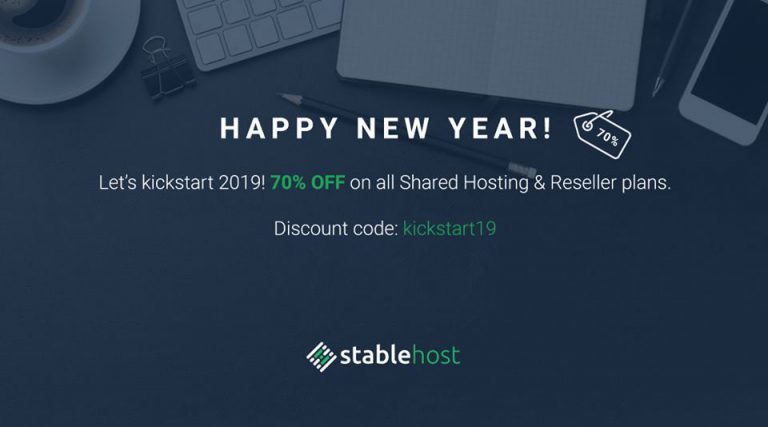 HAPPY NEW YEAR!
70%
Let's kickstart 2019! 70% OFF on all Shared Hosting & Reseller plans.
Discount code: kickstart19
stablehost